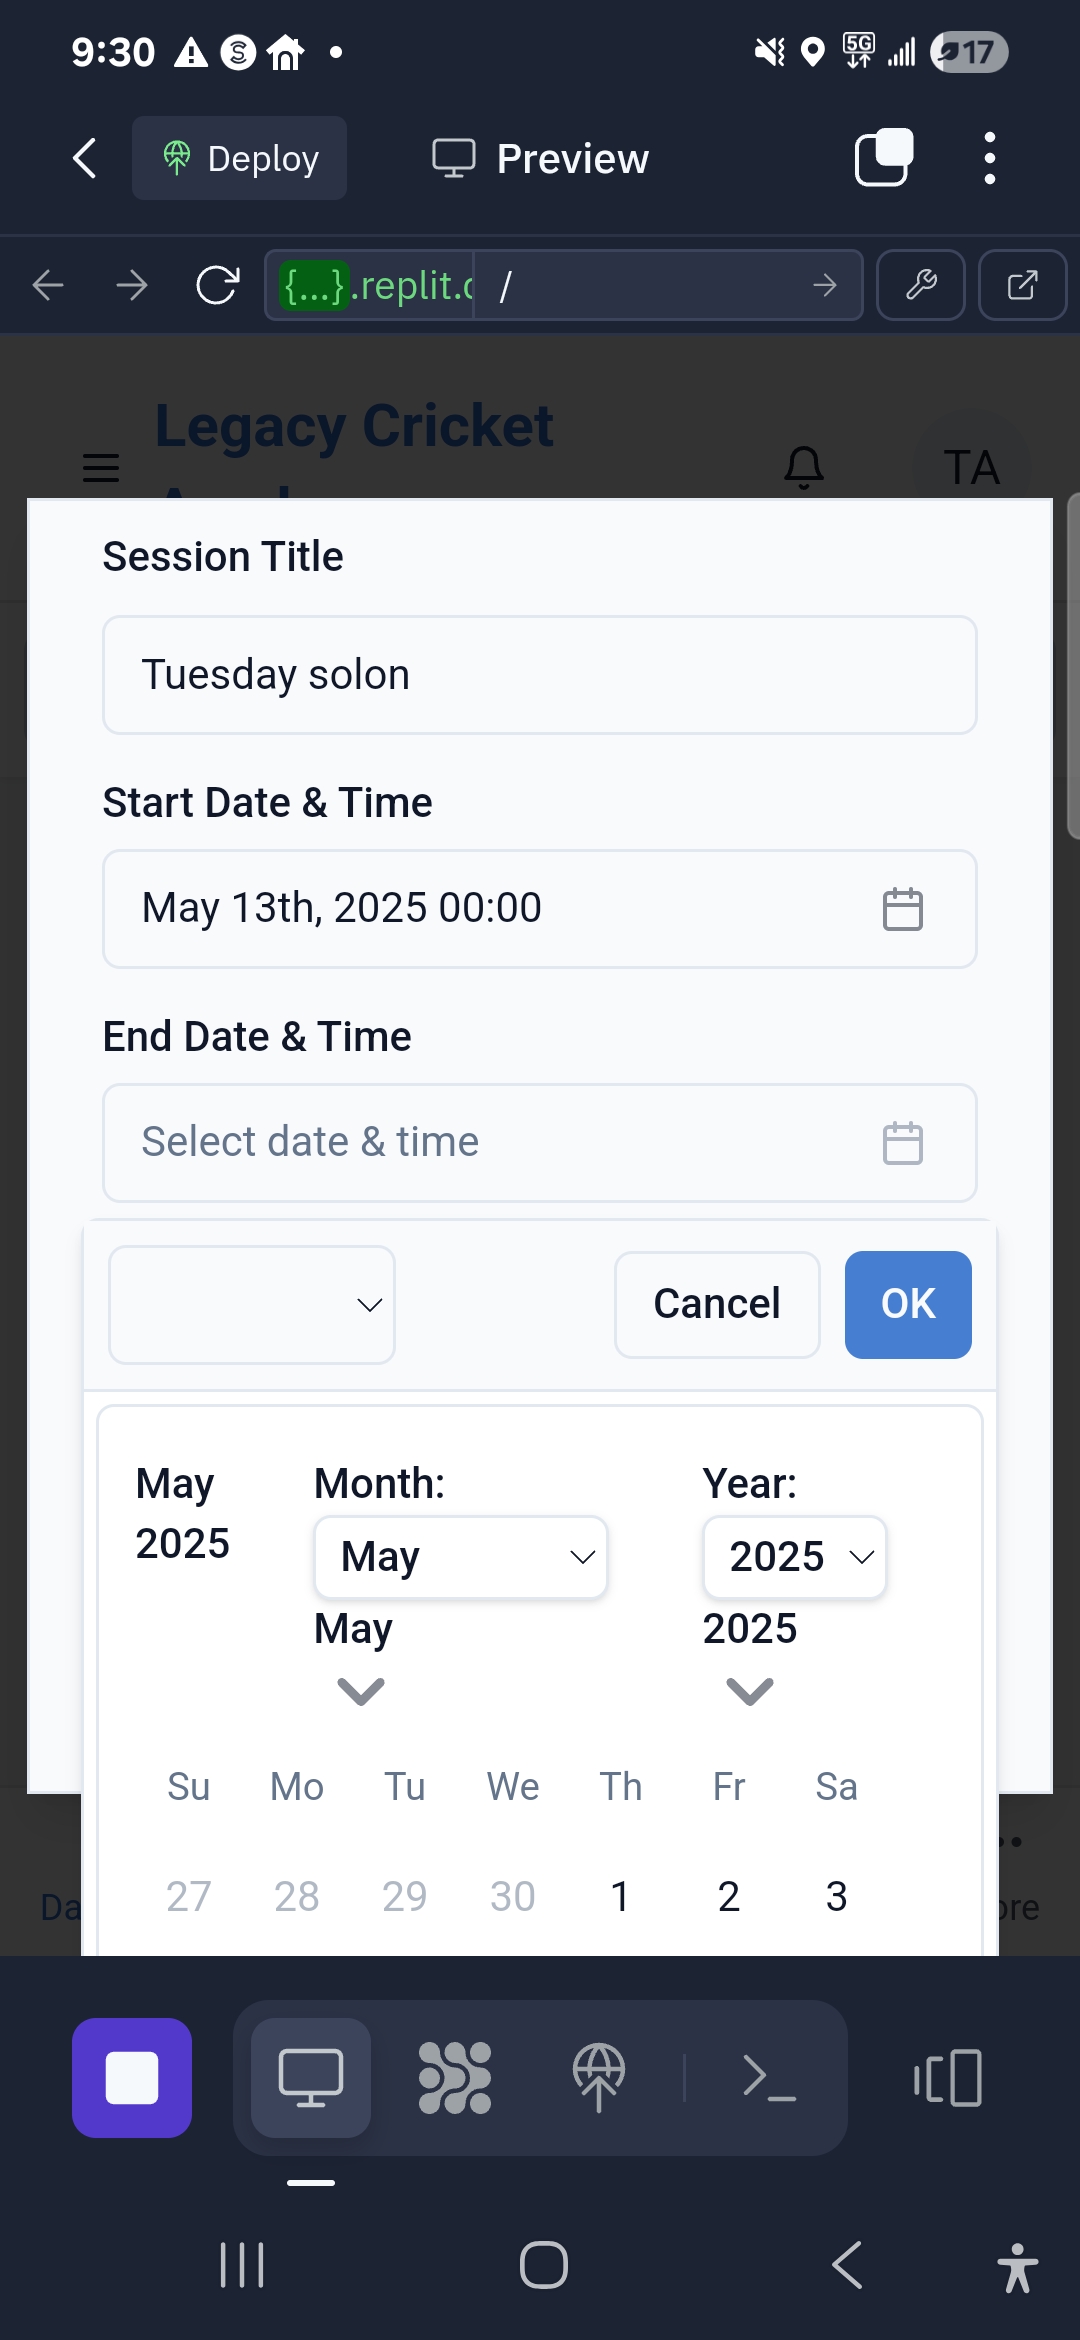 9:30
5G
17
Deploy
Preview
{...}.replit.c
/
Legacy Cricket
TA
Session Title
Tuesday solon
Start Date & Time
May 13th, 2025 00:00
End Date & Time
Select date & time
Cancel
OK
May
2025
Month:
May
May
Year:
2025
2025
Su Mo Tu We Th Fr Sa
27 28 29 30 1 2 3
Da
ore